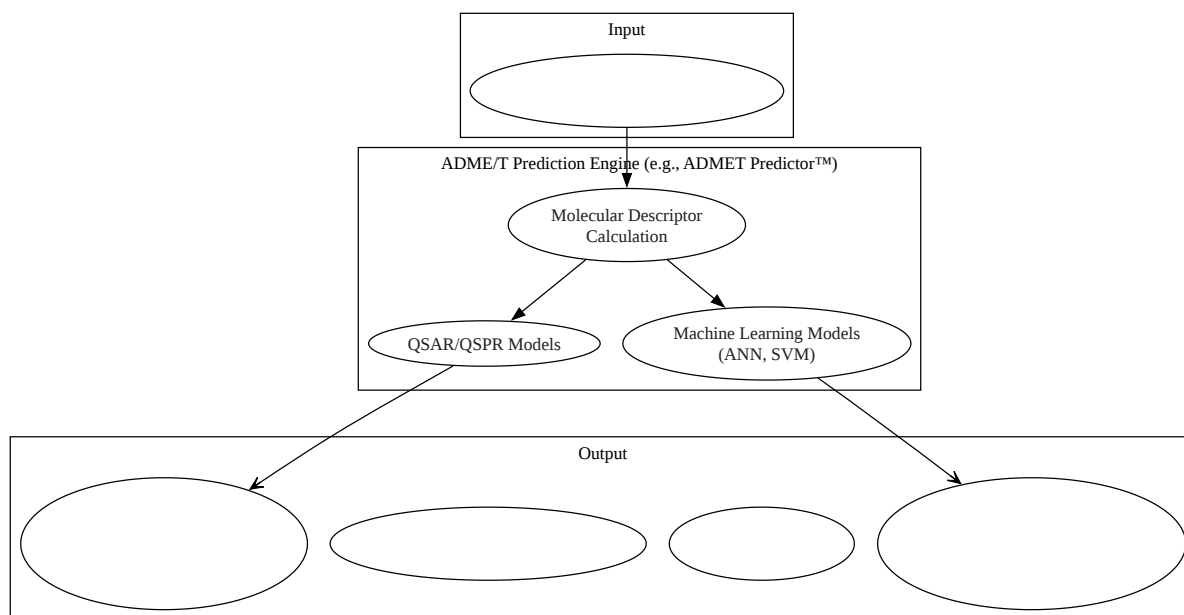 Input
ADME/T Prediction Engine (e.g., ADMET Predictor™)
Molecular Descriptor
Calculation
QSAR/QSPR Models
Machine Learning Models
(ANN, SVM)
Output